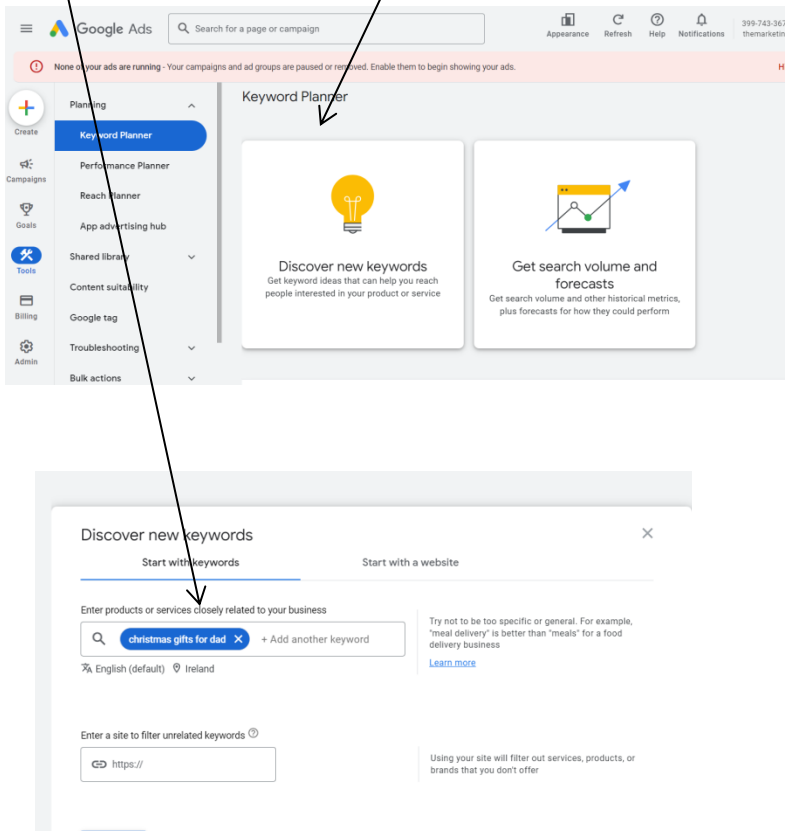 Google Ads
Search for a page or campaign
Appearance
Refresh
Help
Notifications
399-743-367
themarketin
None of your ads are running - Your campaigns and ad groups are paused or removed. Enable them to begin showing your ads.
H
Create
Campaigns
Goals
Tools
Billing
Admin
Planning
Keyword Planner
Performance Planner
Reach Planner
App advertising hub
Shared library
Content suitability
Google tag
Troubleshooting
Bulk actions
Keyword Planner
Discover new keywords
Get keyword ideas that can help you reach
people interested in your product or service
Get search volume and
forecasts
Get search volume and other historical metrics,
plus forecasts for how they could perform
Discover new keywords
Start with keywords
Start with a website
Enter products or services closely related to your business
christmas gifts for dad
+ Add another keyword
English (default)
Ireland
Try not to be too specific or general. For example,
"meal delivery" is better than "meals" for a food
delivery business
Learn more
Enter a site to filter unrelated keywords
https://
Using your site will filter out services, products, or
brands that you don't offer